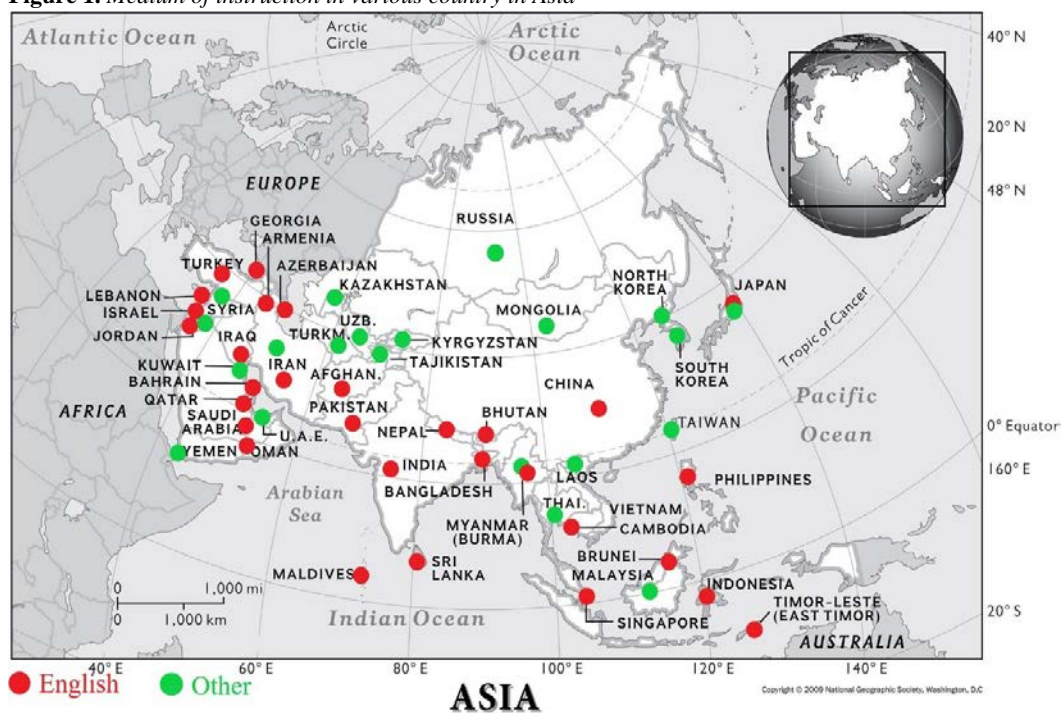 Figure 1. Medium of instruction in various country in Asia
Atlantic Ocean
Arctic
Circle
Arctic
Ocean
40° N
20° N
48° N
EUROPE
GEORGIA
ARMENIA
TURKEY
AZERBAIJAN
KAZAKHSTAN
RUSSIA
NORTH
KOREA
JAPAN
LEBANON
ISRAEL
SYRIA
UZB.
MONGOLIA
JORDAN
IRAQ
TURKM.
KYRGYZSTAN
TAJIKISTAN
SOUTH
KOREA
Tropic of Cancer
KUWAIT
IRAN
AFGHAN.
CHINA
BAHRAIN
QATAR
AFRICA
PAKISTAN
BHUTAN
TAIWAN
Pacific
Ocean
SAUDI
ARABIA
U.A.E.
NEPAL
0° Equator
YEMEN
OMAN
INDIA
LAOS
160° E
PHILIPPINES
Arabian
Sea
BANGLADESH
THAI.
VIETNAM
MYANMAR
(BURMA)
CAMBODIA
BRUNEI
MALDIVES
SRI
LANKA
MALAYSIA
INDONESIA
0 1,000 mi
0 1,000 km
Indian Ocean
SINGAPORE
TIMOR-LESTE
(EAST TIMOR)
20° S
AUSTRALIA
40° E
60° E
80° E
100° E
120° E
140° E
English
Other
ASIA
Copyright © 2009 National Geographic Society, Washington, D.C